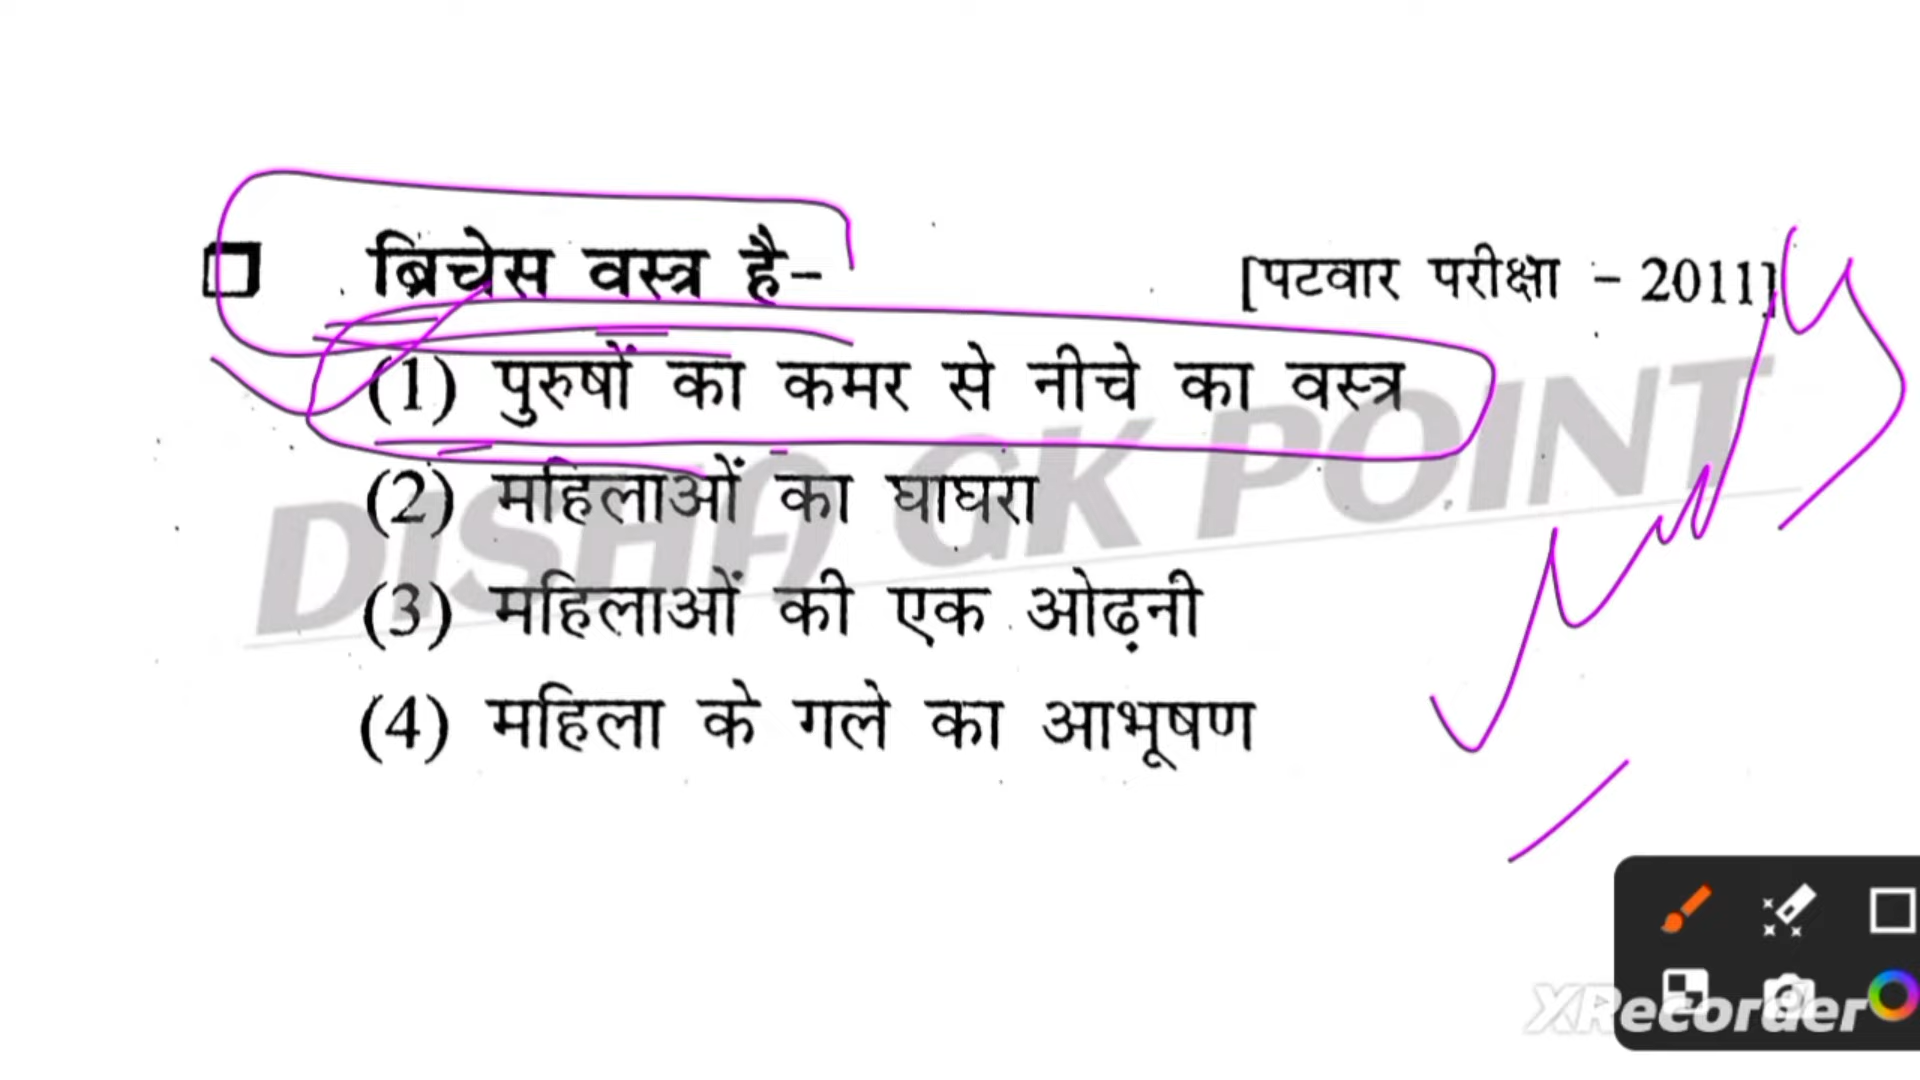 ब्रिचेस वस्त्र है- [पटवार परीक्षा - 2011]
(1) पुरुषों का कमर से नीचे का वस्त्र
(2) महिलाओं का घाघरा
(3) महिलाओं की एक ओढ़नी
(4) महिला के गले का आभूषण
DISHA GK POINT
XRecorder